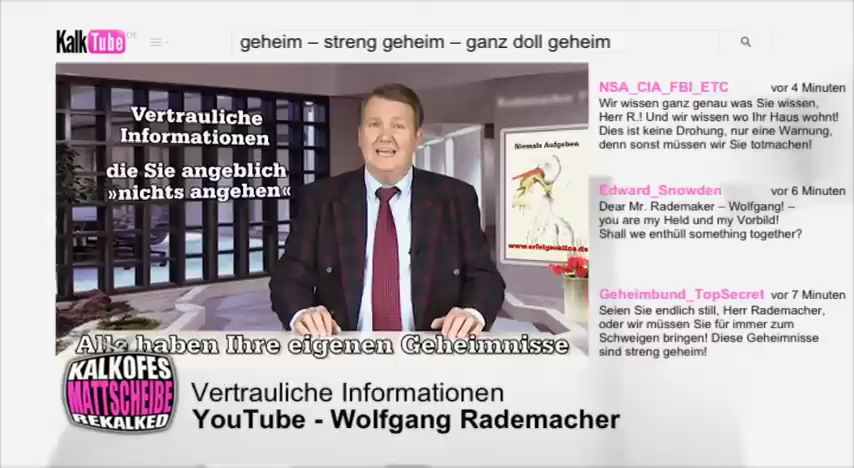 Kalk Tube DE
geheim – streng geheim – ganz doll geheim
Vertrauliche
Informationen
die Sie angeblich
»nichts angehen«
Niemals Aufgeben
www.erfolgsonline.de
Alle haben Ihre eigenen Geheimnisse
NSA_CIA_FBI_ETC vor 4 Minuten
Wir wissen ganz genau was Sie wissen,
Herr R.! Und wir wissen wo Ihr Haus wohnt!
Dies ist keine Drohung, nur eine Warnung,
denn sonst müssen wir Sie totmachen!
Edward_Snowden vor 6 Minuten
Dear Mr. Rademaker – Wolfgang! –
you are my Held und my Vorbild!
Shall we enthüll something together?
Geheimbund_TopSecret vor 7 Minuten
Seien Sie endlich still, Herr Rademacher,
oder wir müssen Sie für immer zum
Schweigen bringen! Diese Geheimnisse
sind streng geheim!
KALKOFES
MATTSCHEIBE
REKALKED
Vertrauliche Informationen
YouTube - Wolfgang Rademacher